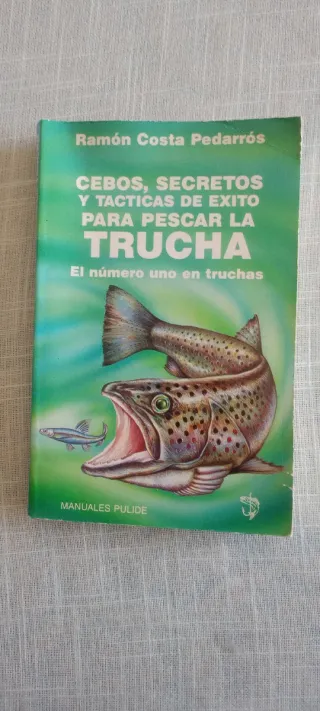 Ramón Costa Pedarrós
CEBOS, SECRETOS
Y TACTICAS DE EXITO
PARA PESCAR LA
TRUCHA
El número uno en truchas
MANUALES PULIDE